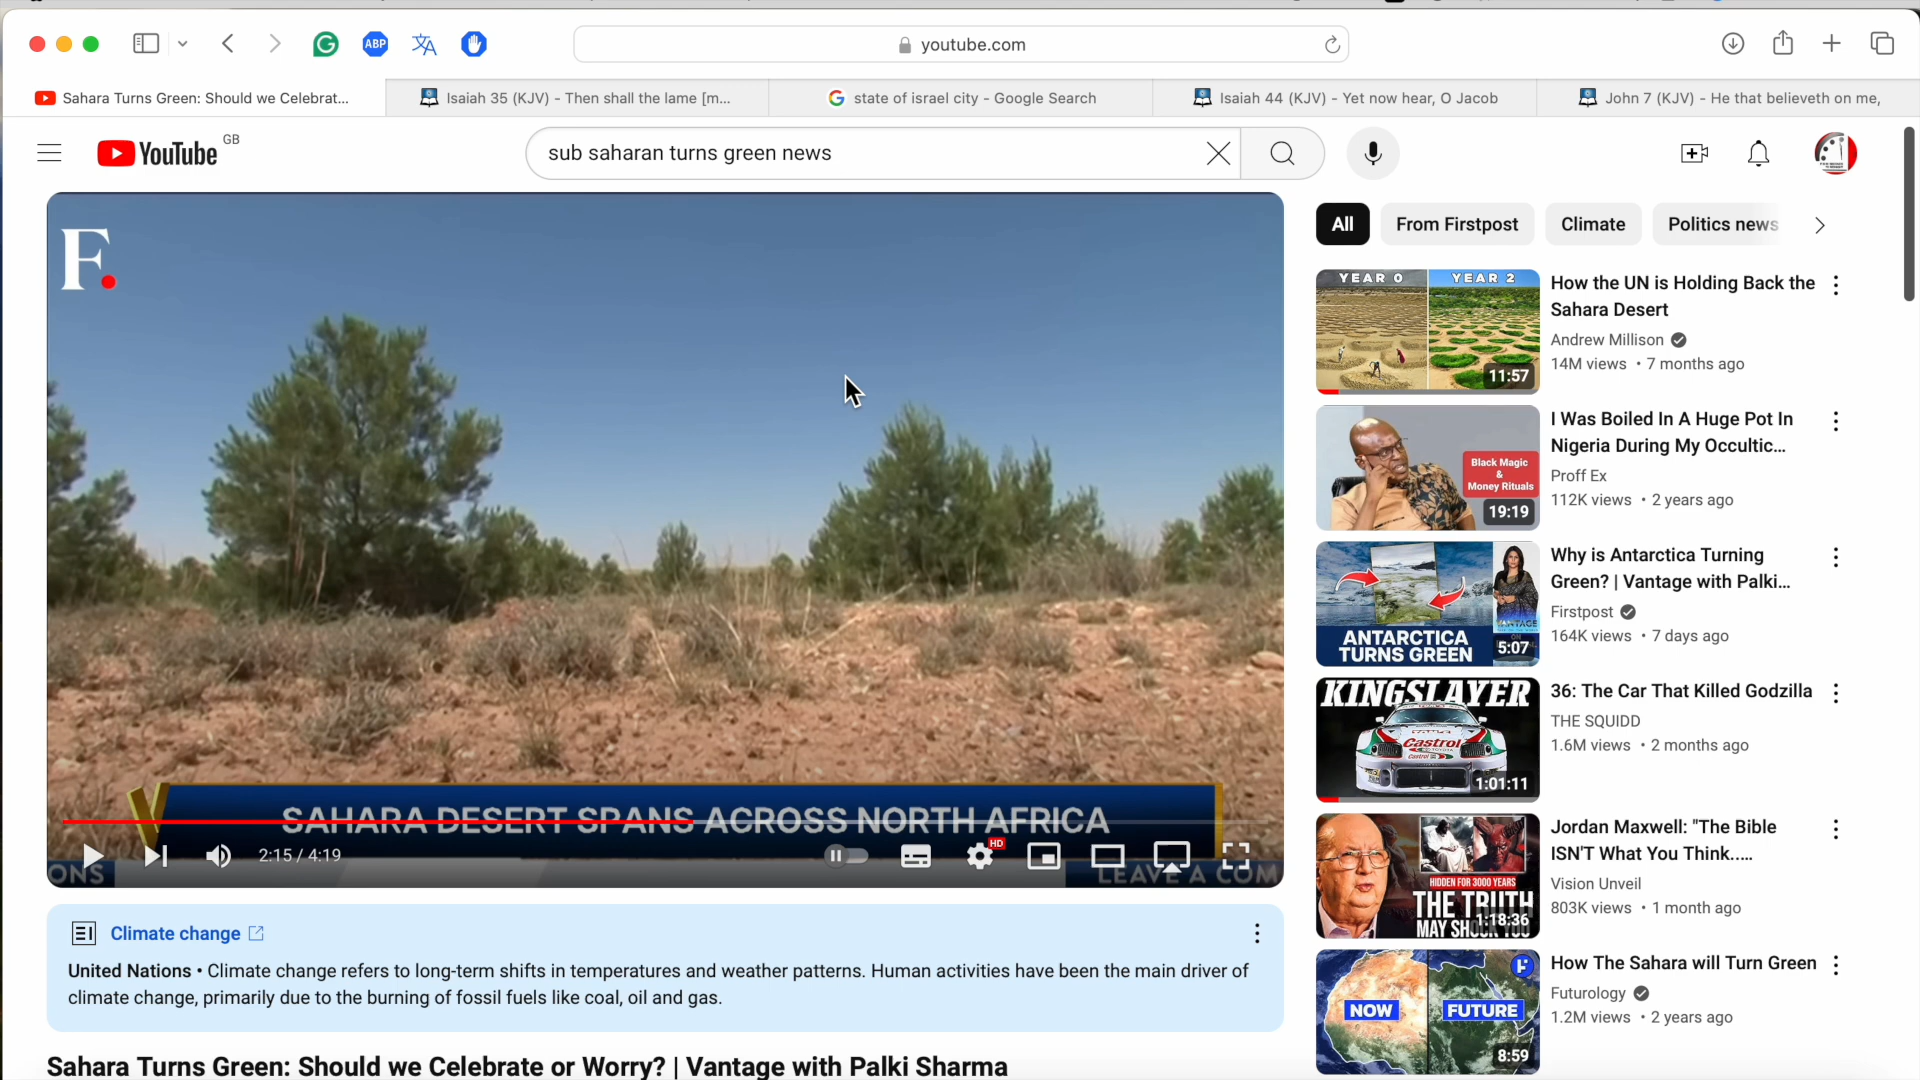 ABP
youtube.com
Sahara Turns Green: Should we Celebrat...
Isaiah 35 (KJV) - Then shall the lame [m...
state of israel city - Google Search
Isaiah 44 (KJV) - Yet now hear, O Jacob
John 7 (KJV) - He that believeth on me,
YouTube GB
sub saharan turns green news
F.
SAHARA DESERT SPANS ACROSS NORTH AFRICA
2:15 / 4:19
HD
ONS
LEAVE A COM
Climate change
United Nations • Climate change refers to long-term shifts in temperatures and weather patterns. Human activities have been the main driver of
climate change, primarily due to the burning of fossil fuels like coal, oil and gas.
Sahara Turns Green: Should we Celebrate or Worry? | Vantage with Palki Sharma
All
From Firstpost
Climate
Politics news
YEAR 0
YEAR 2
11:57
How the UN is Holding Back the
Sahara Desert
Andrew Millison
14M views • 7 months ago
Black Magic
&
Money Rituals
19:19
I Was Boiled In A Huge Pot In
Nigeria During My Occultic...
Proff Ex
112K views • 2 years ago
VANTAGE
ANTARCTICA
TURNS GREEN
5:07
Why is Antarctica Turning
Green? | Vantage with Palki...
Firstpost
164K views • 7 days ago
KINGSLAYER
Castrol
1:01:11
36: The Car That Killed Godzilla
THE SQUIDD
1.6M views • 2 months ago
HIDDEN FOR 3000 YEARS
THE TRUTH
MAY SHOCK YOU
1:18:36
Jordan Maxwell: "The Bible
ISN'T What You Think.....
Vision Unveil
803K views • 1 month ago
NOW
FUTURE
8:59
How The Sahara will Turn Green
Futurology
1.2M views • 2 years ago